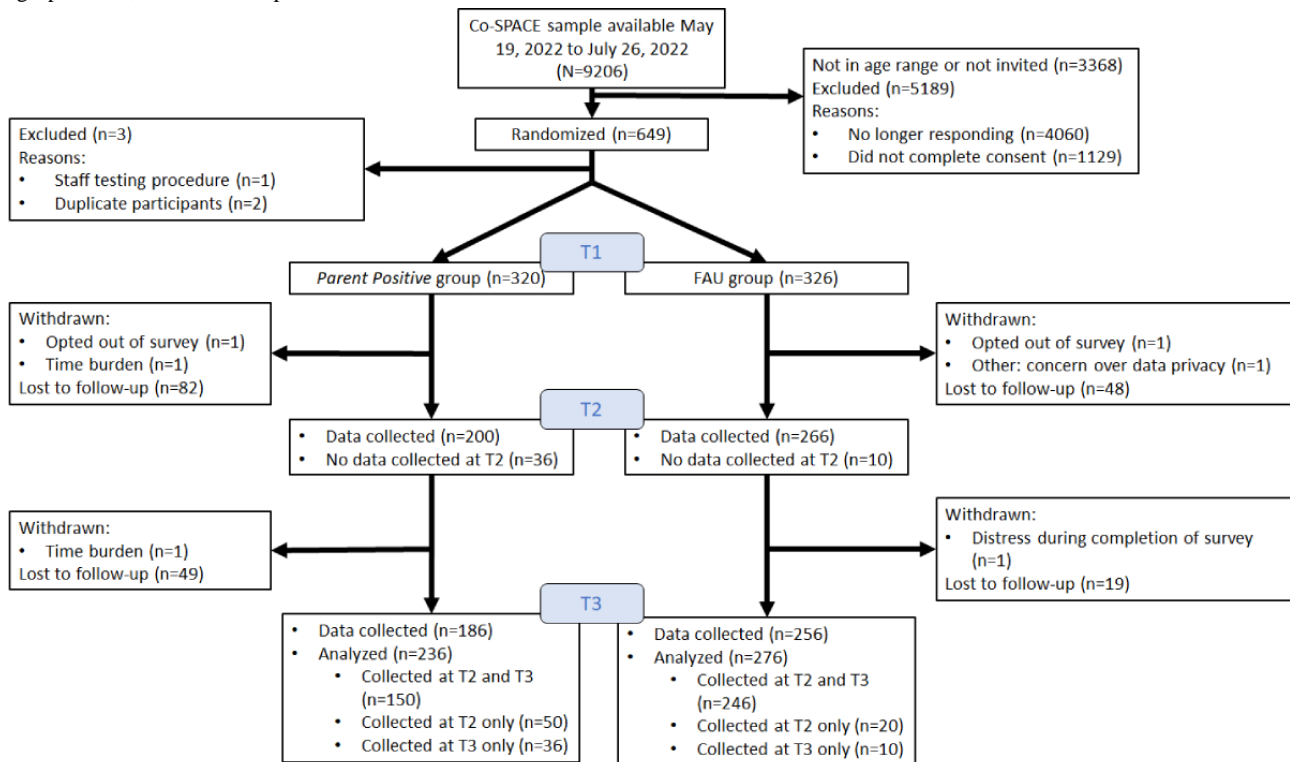 Co-SPACE sample available May
19, 2022 to July 26, 2022
(N=9206)
Not in age range or not invited (n=3368)
Excluded (n=5189)
Reasons:
• No longer responding (n=4060)
• Did not complete consent (n=1129)
Randomized (n=649)
Excluded (n=3)
Reasons:
• Staff testing procedure (n=1)
• Duplicate participants (n=2)
T1
Parent Positive group (n=320)
FAU group (n=326)
Withdrawn:
• Opted out of survey (n=1)
• Time burden (n=1)
Lost to follow-up (n=82)
Withdrawn:
• Opted out of survey (n=1)
• Other: concern over data privacy (n=1)
Lost to follow-up (n=48)
T2
• Data collected (n=200)
• No data collected at T2 (n=36)
• Data collected (n=266)
• No data collected at T2 (n=10)
Withdrawn:
• Time burden (n=1)
Lost to follow-up (n=49)
Withdrawn:
• Distress during completion of survey
(n=1)
Lost to follow-up (n=19)
T3
• Data collected (n=186)
• Analyzed (n=236)
• Collected at T2 and T3
(n=150)
• Collected at T2 only (n=50)
• Collected at T3 only (n=36)
• Data collected (n=256)
• Analyzed (n=276)
• Collected at T2 and T3
(n=246)
• Collected at T2 only (n=20)
• Collected at T3 only (n=10)